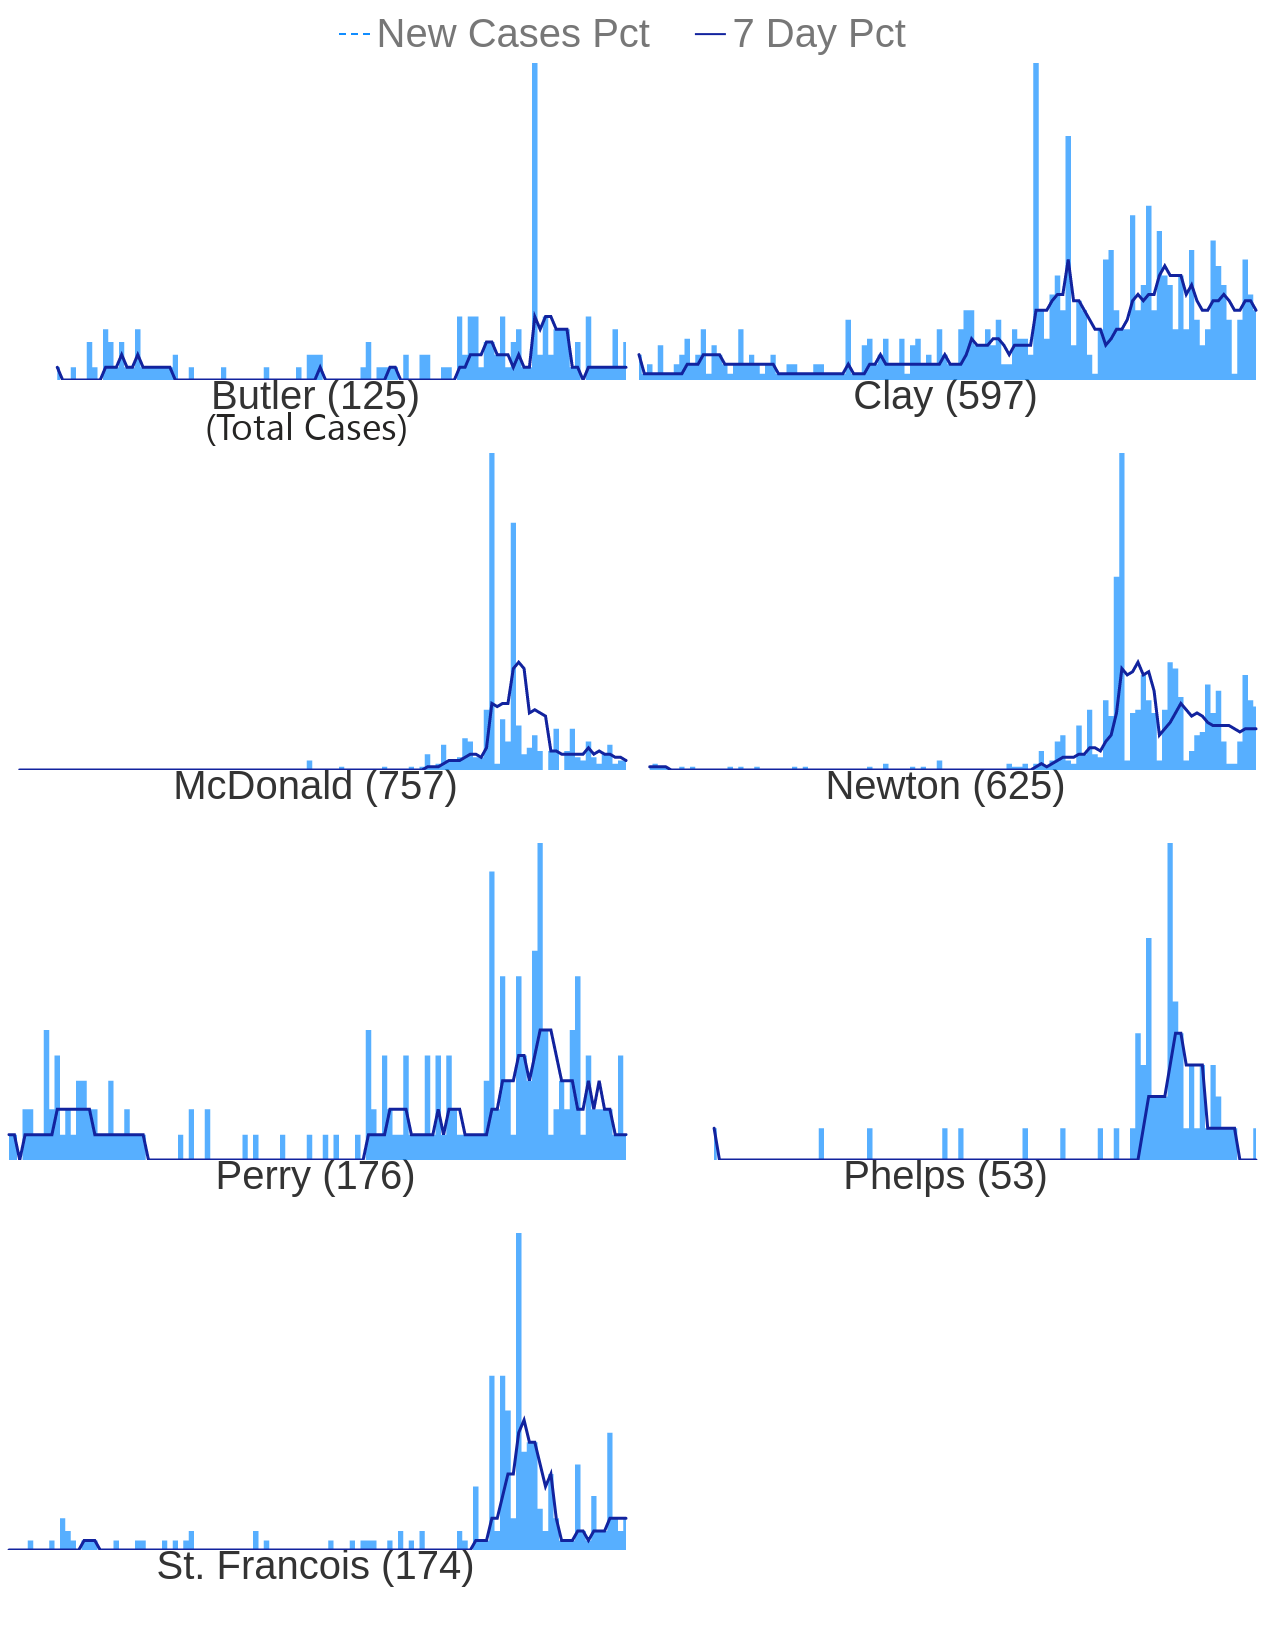 New Cases Pct 7 Day Pct
Butler (125) Clay (597)
(Total Cases)
McDonald (757) Newton (625)
Perry (176) Phelps (53)
St. Francois (174)